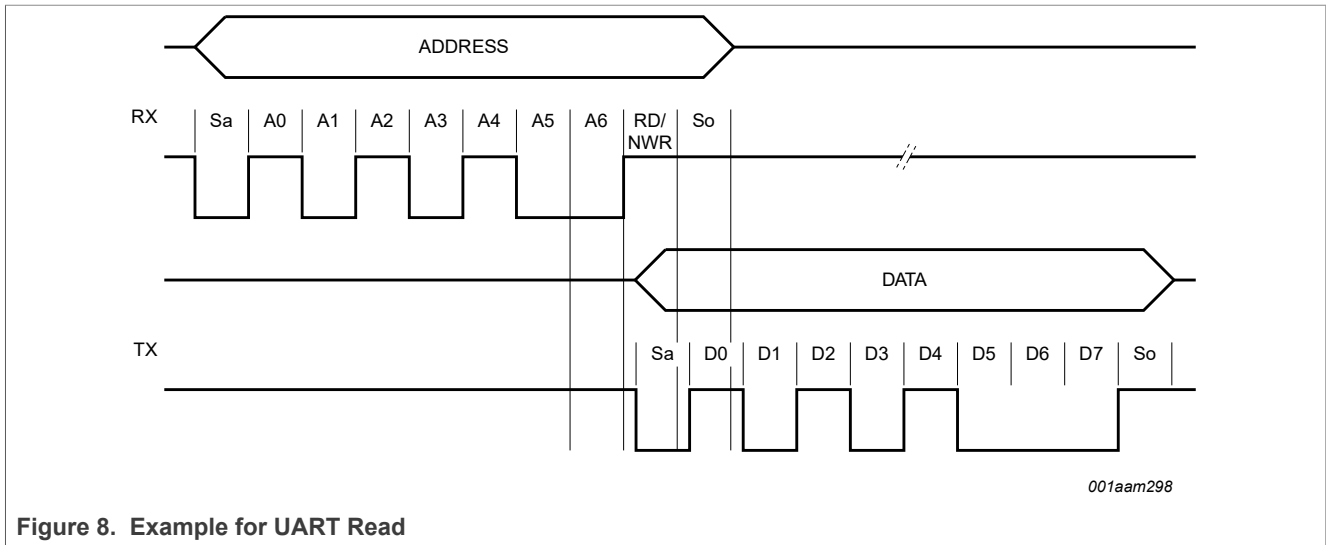 ADDRESS
RX Sa A0 A1 A2 A3 A4 A5 A6 RD/ So
NWR
DATA
TX Sa D0 D1 D2 D3 D4 D5 D6 D7 So
001aam298
Figure 8. Example for UART Read